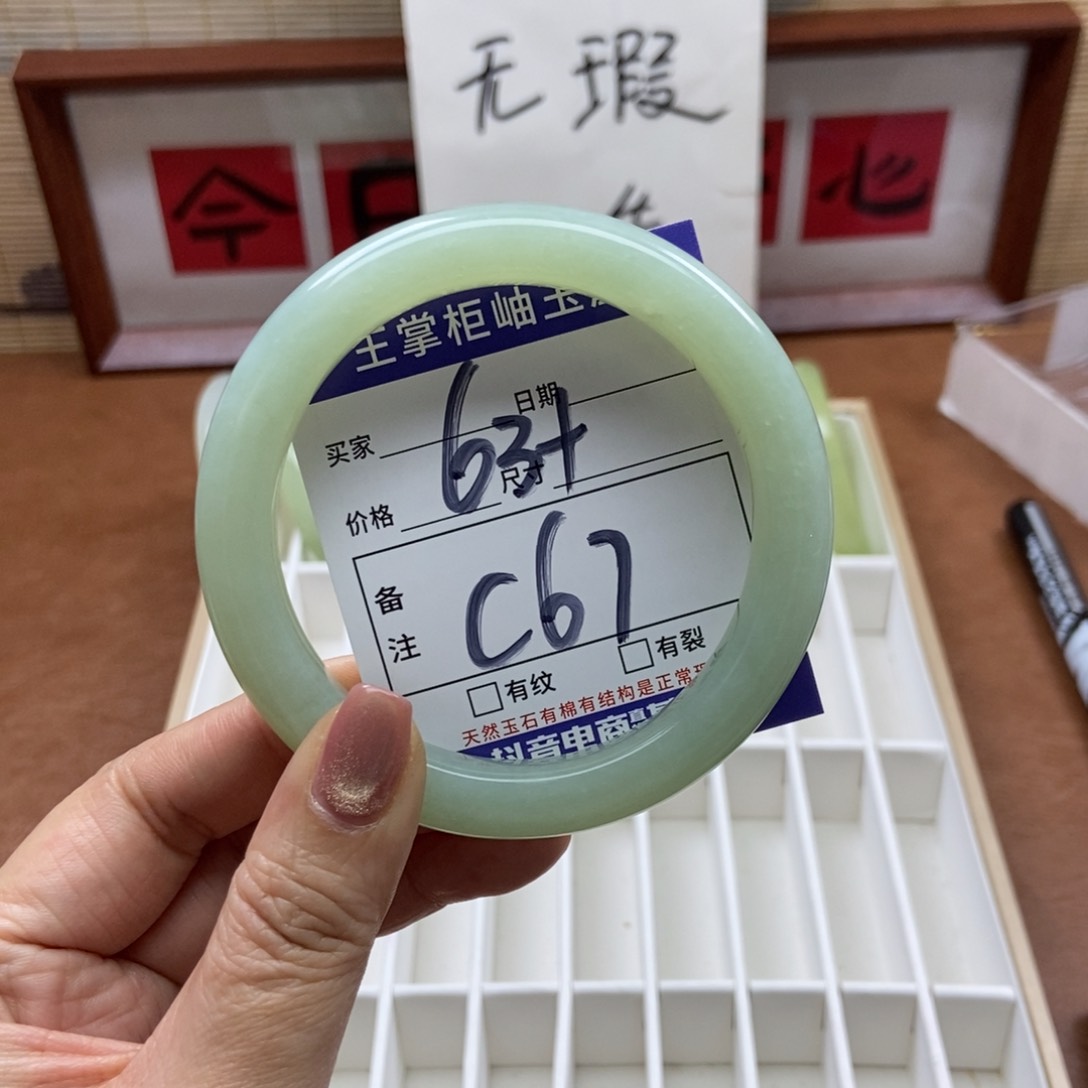 无瑕
今日 心
王掌柜岫玉
日期
63+
买家
尺寸
价格
备注
C67
有纹
有裂
天然玉石有棉有结构是正常
抖音电商